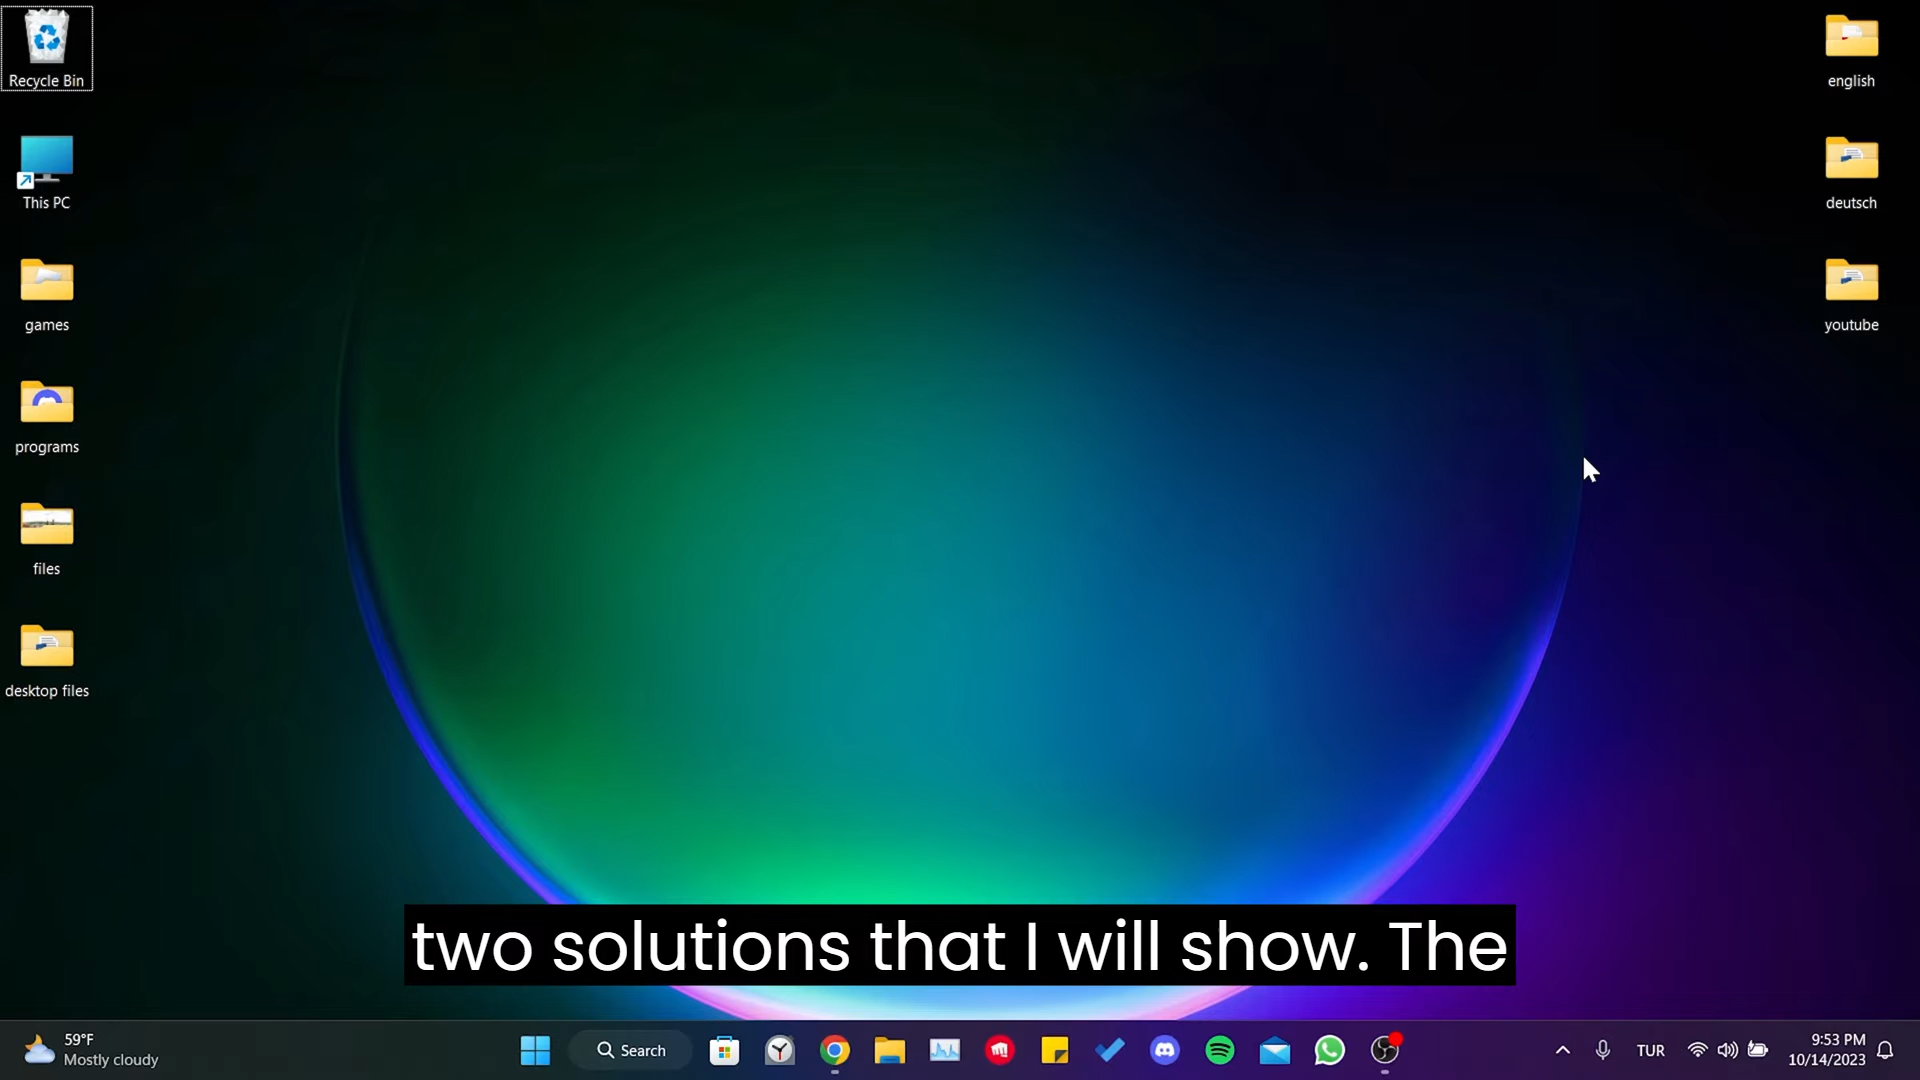 Recycle Bin
This PC
games
programs
files
desktop files
english
deutsch
youtube
two solutions that I will show. The
59°F
Mostly cloudy
Search
TUR
9:53 PM
10/14/2023